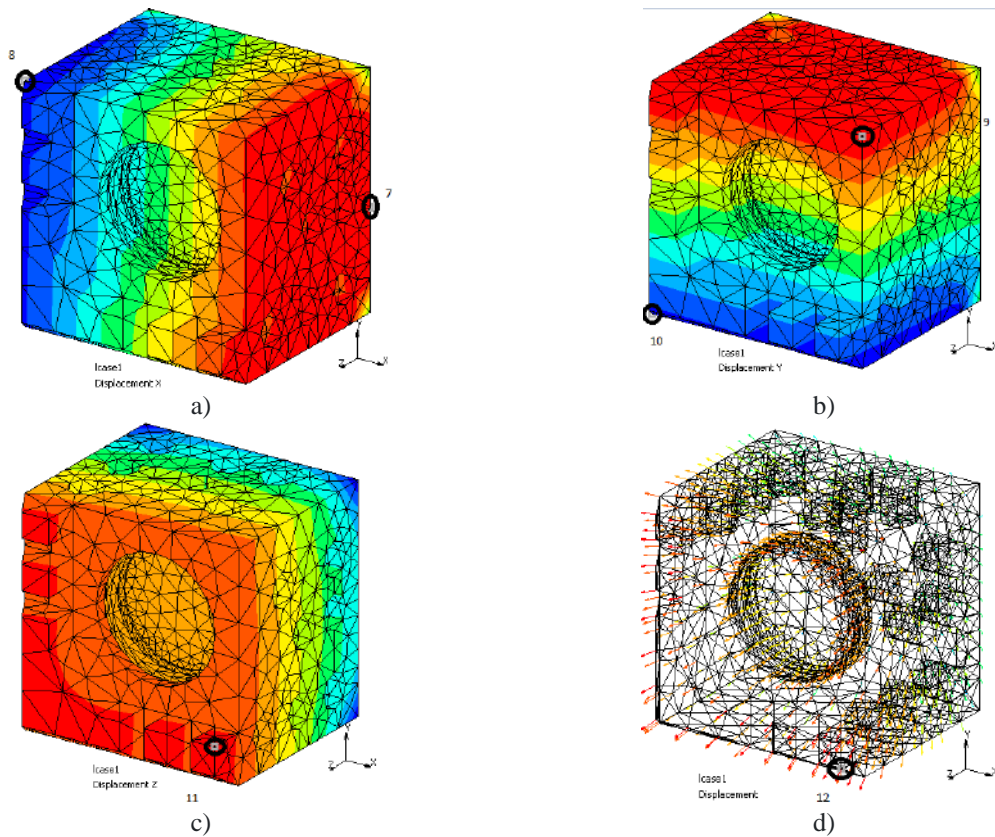 8
7
Z
X
lcase1
Displacement X
a)
9
10
Y
Z
X
lcase1
Displacement Y
b)
Z
X
lcase1
Displacement Z
11
c)
Y
Z
X
lcase1
Displacement
12
d)